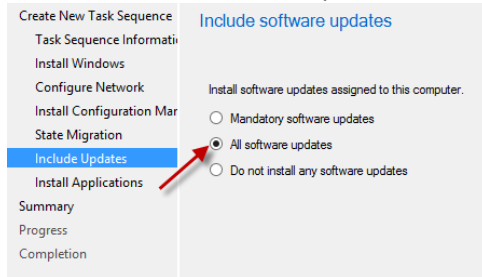 Create New Task Sequence
Task Sequence Informati
Install Windows
Configure Network
Install Configuration Mar
State Migration
Include Updates
Install Applications
Summary
Progress
Completion
Include software updates
Install software updates assigned to this computer.
Mandatory software updates
All software updates
Do not install any software updates